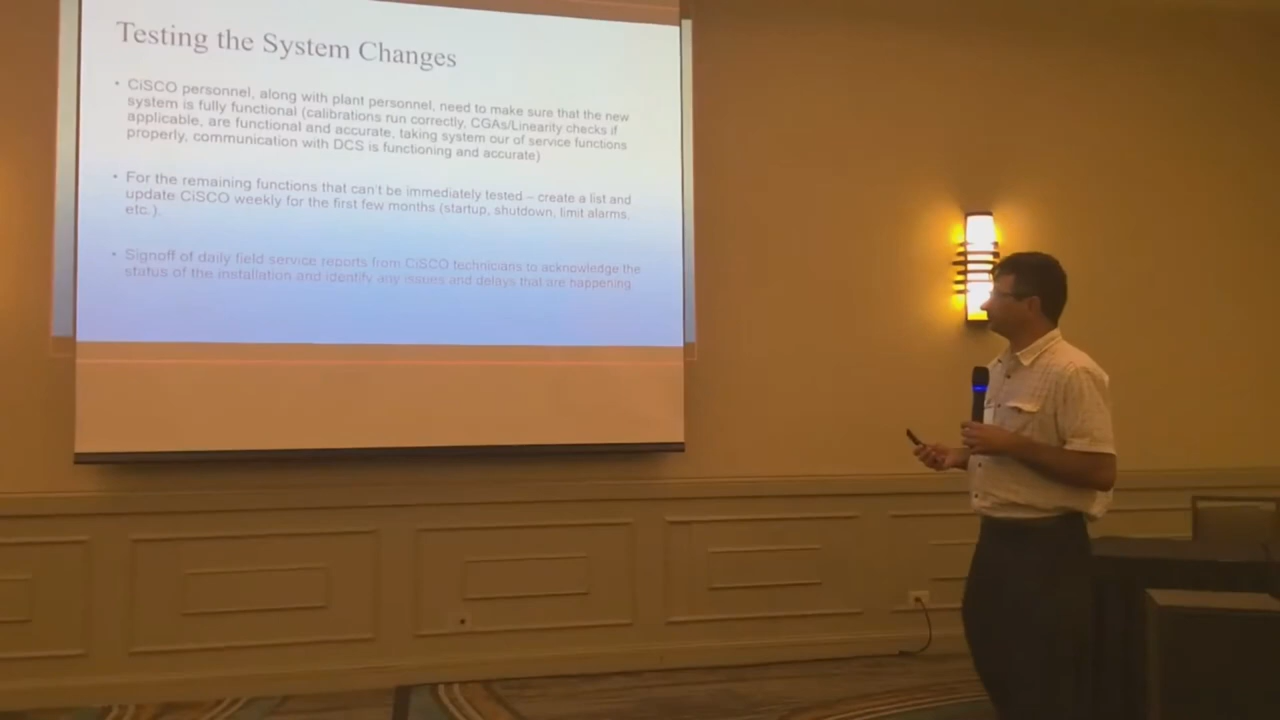 Testing the System Changes
• CiSCO personnel, along with plant personnel, need to make sure that the new
system is fully functional (calibrations run correctly, CGAs/Linearity checks if
applicable, are functional and accurate, taking system our of service functions
properly, communication with DCS is functioning and accurate)
• For the remaining functions that can't be immediately tested – create a list and
update CiSCO weekly for the first few months (startup, shutdown, limit alarms,
etc.).
• Signoff of daily field service reports from CiSCO technicians to acknowledge the
status of the installation and identify any issues and delays that are happening.